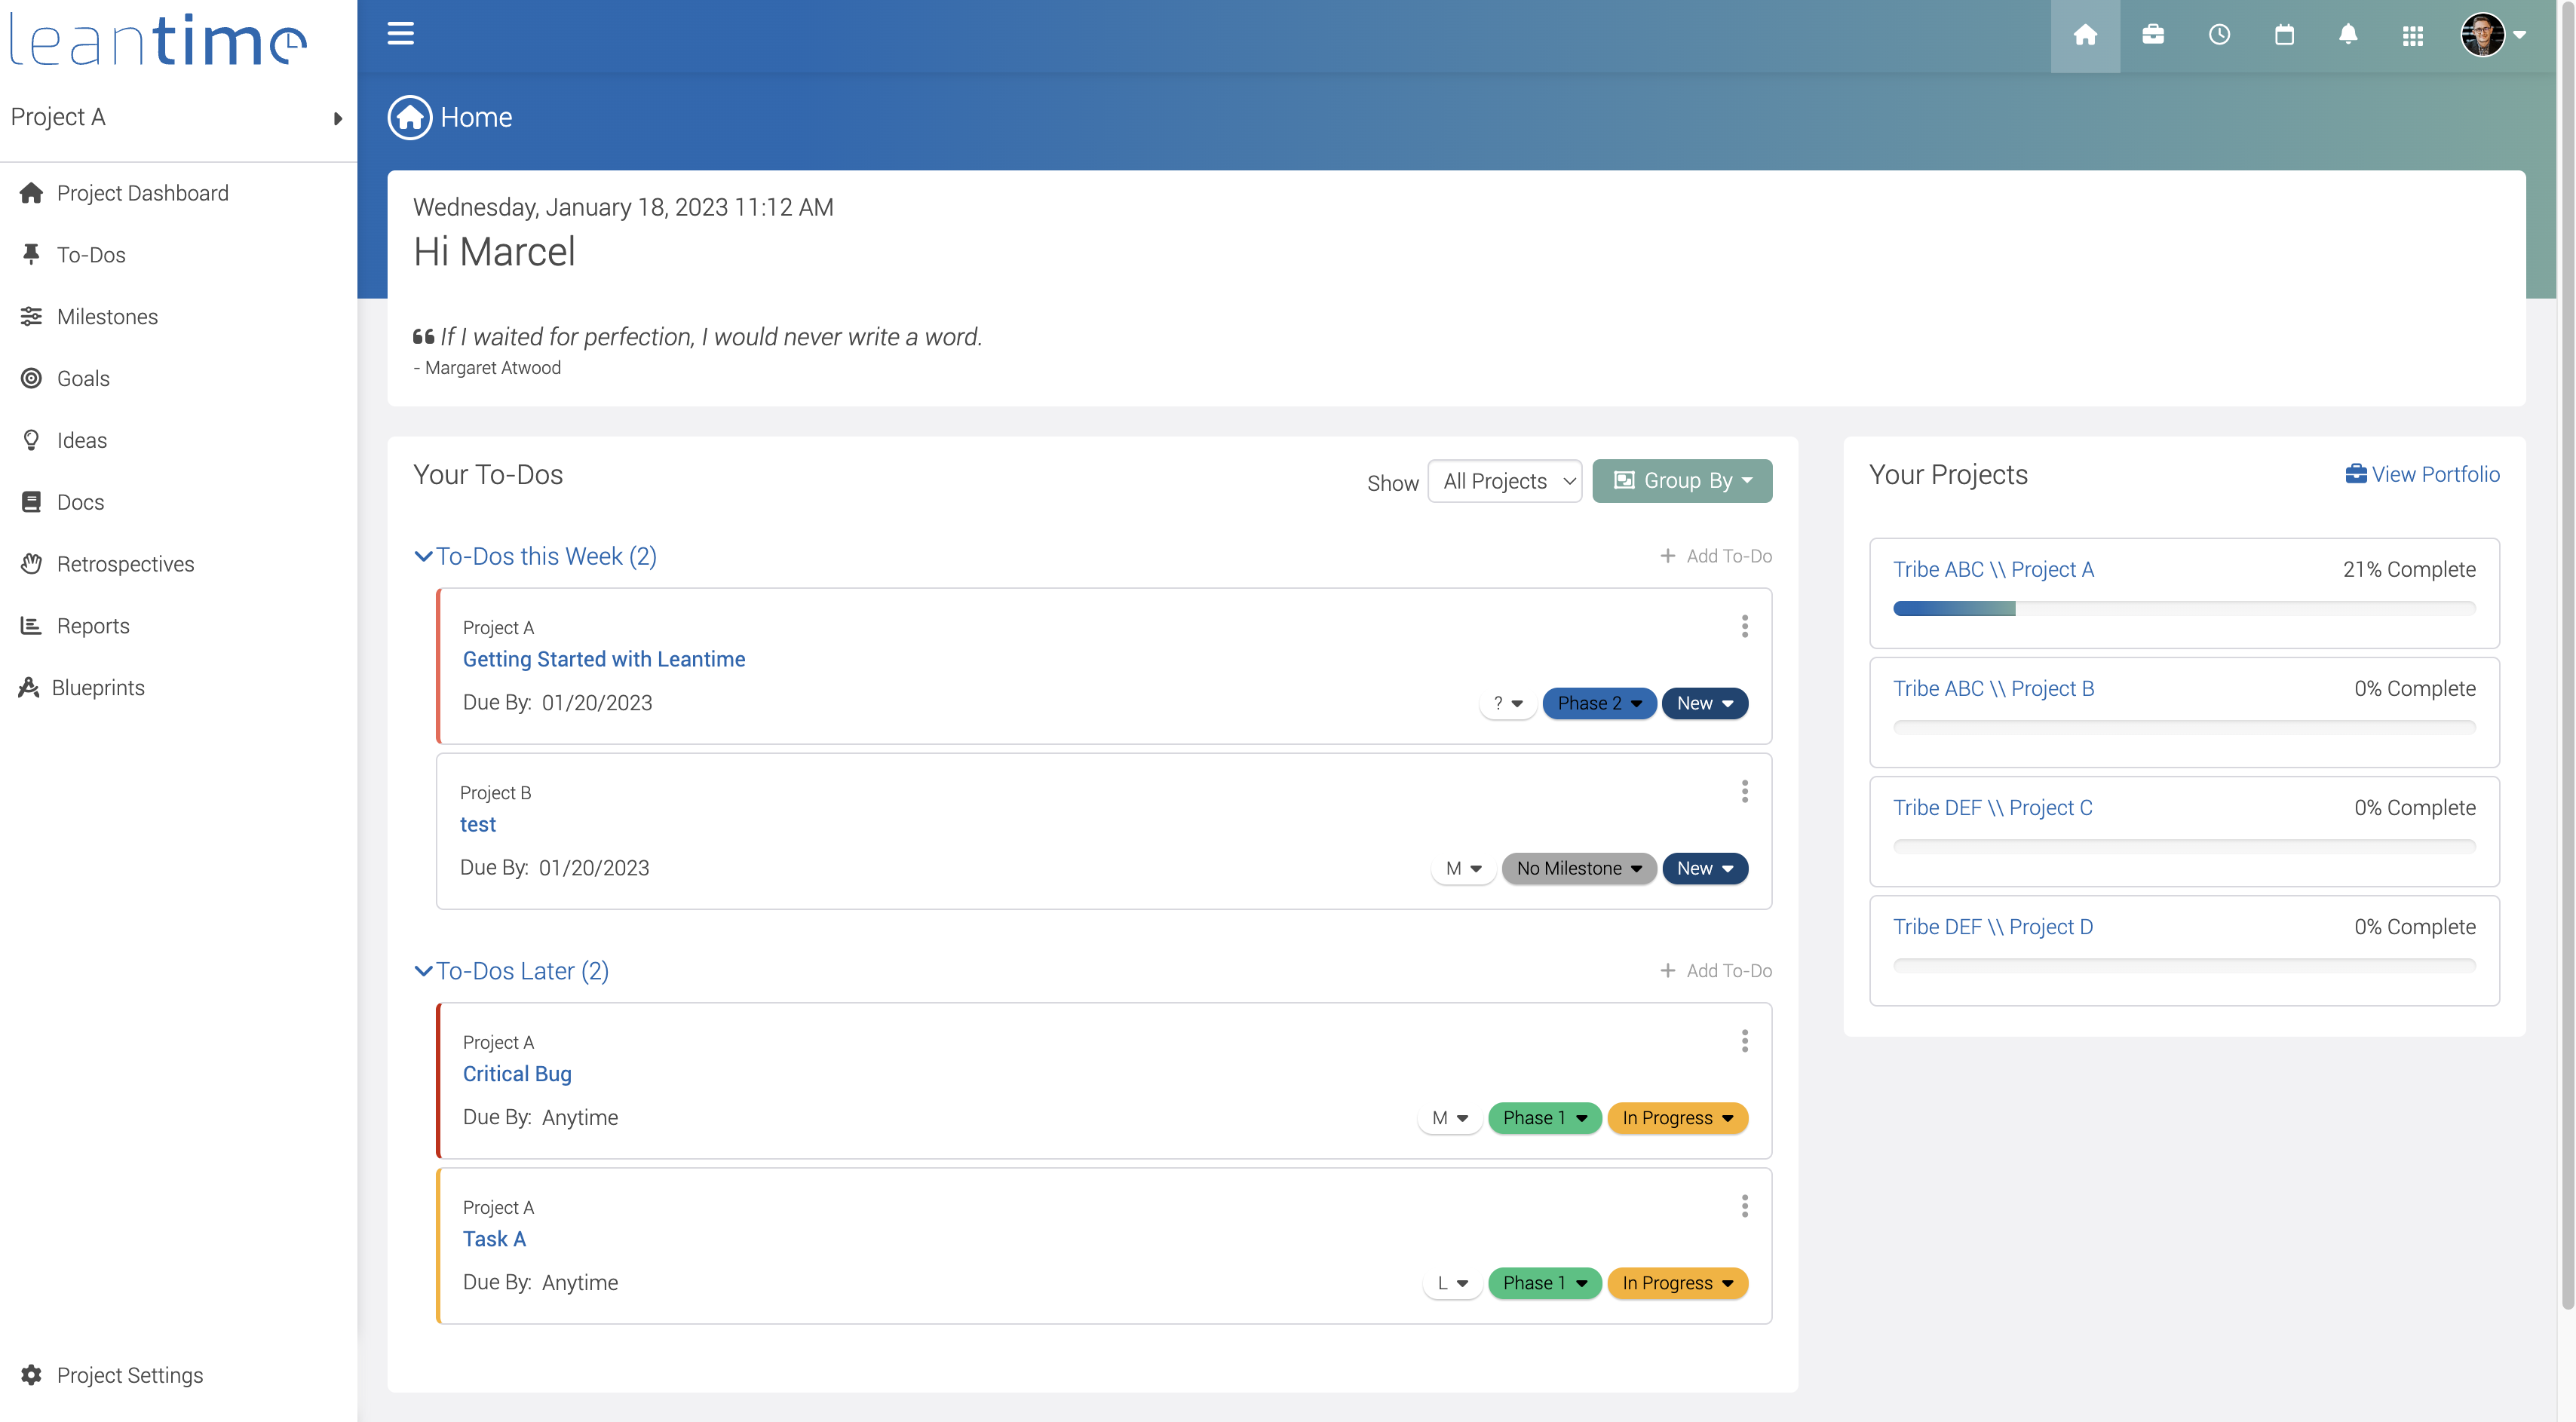 leantime
Project A
Project Dashboard
To-Dos
Milestones
Goals
Ideas
Docs
Retrospectives
Reports
Blueprints
Project Settings
Home
Wednesday, January 18, 2023 11:12 AM
Hi Marcel
If I waited for perfection, I would never write a word.
- Margaret Atwood
Your To-Dos
Show All Projects Group By
To-Dos this Week (2) + Add To-Do
Project A
Getting Started with Leantime
Due By: 01/20/2023 ? Phase 2 New
Project B
test
Due By: 01/20/2023 M No Milestone New
To-Dos Later (2) + Add To-Do
Project A
Critical Bug
Due By: Anytime M Phase 1 In Progress
Project A
Task A
Due By: Anytime L Phase 1 In Progress
Your Projects View Portfolio
Tribe ABC \\ Project A 21% Complete
Tribe ABC \\ Project B 0% Complete
Tribe DEF \\ Project C 0% Complete
Tribe DEF \\ Project D 0% Complete